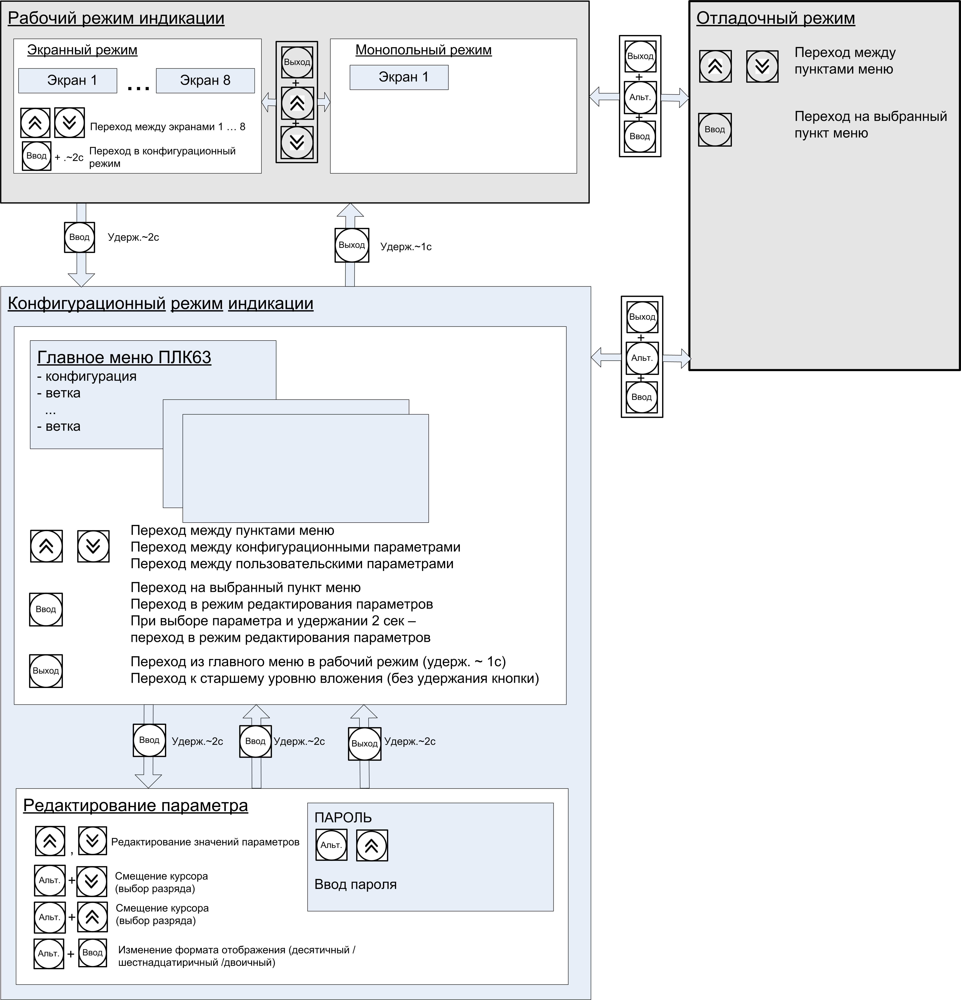 Рабочий режим индикации
Экранный режим
Экран 1
...
Экран 8
Переход между экранами 1 ... 8
Ввод
+ .~2с
Переход в конфигурационный
режим
Выход
+
+
Монопольный режим
Экран 1
Выход
+
Альт.
+
Ввод
Отладочный режим
Переход между
пунктами меню
Ввод
Переход на выбранный
пункт меню
Ввод
Удерж.~2с
Выход
Удерж.~1с
Конфигурационный режим индикации
Главное меню ПЛК63
- конфигурация
- ветка
...
- ветка
Выход
+
Альт.
+
Ввод
Переход между пунктами меню
Переход между конфигурационными параметрами
Переход между пользовательскими параметрами
Ввод
Переход на выбранный пункт меню
Переход в режим редактирования параметров
При выборе параметра и удержании 2 сек –
переход в режим редактирования параметров
Выход
Переход из главного меню в рабочий режим (удерж. ~ 1с)
Переход к старшему уровню вложения (без удержания кнопки)
Ввод
Удерж.~2с
Ввод
Удерж.~2с
Выход
Удерж.~2с
Редактирование параметра
,
Редактирование значений параметров
Альт.
+
Смещение курсора
(выбор разряда)
Альт.
+
Смещение курсора
(выбор разряда)
Альт.
+
Ввод
Изменение формата отображения (десятичный /
шестнадцатиричный /двоичный)
ПАРОЛЬ
Альт.
Ввод пароля